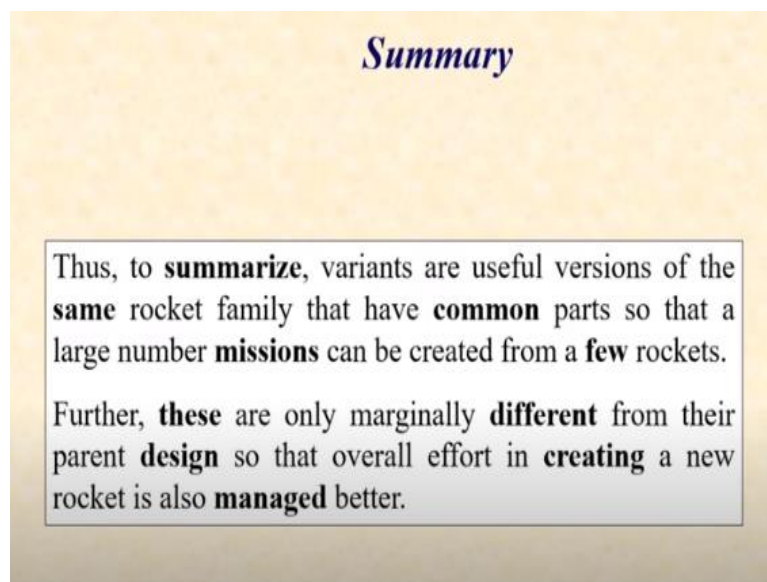 Summary
Thus, to summarize, variants are useful versions of the
same rocket family that have common parts so that a
large number missions can be created from a few rockets.
Further, these are only marginally different from their
parent design so that overall effort in creating a new
rocket is also managed better.